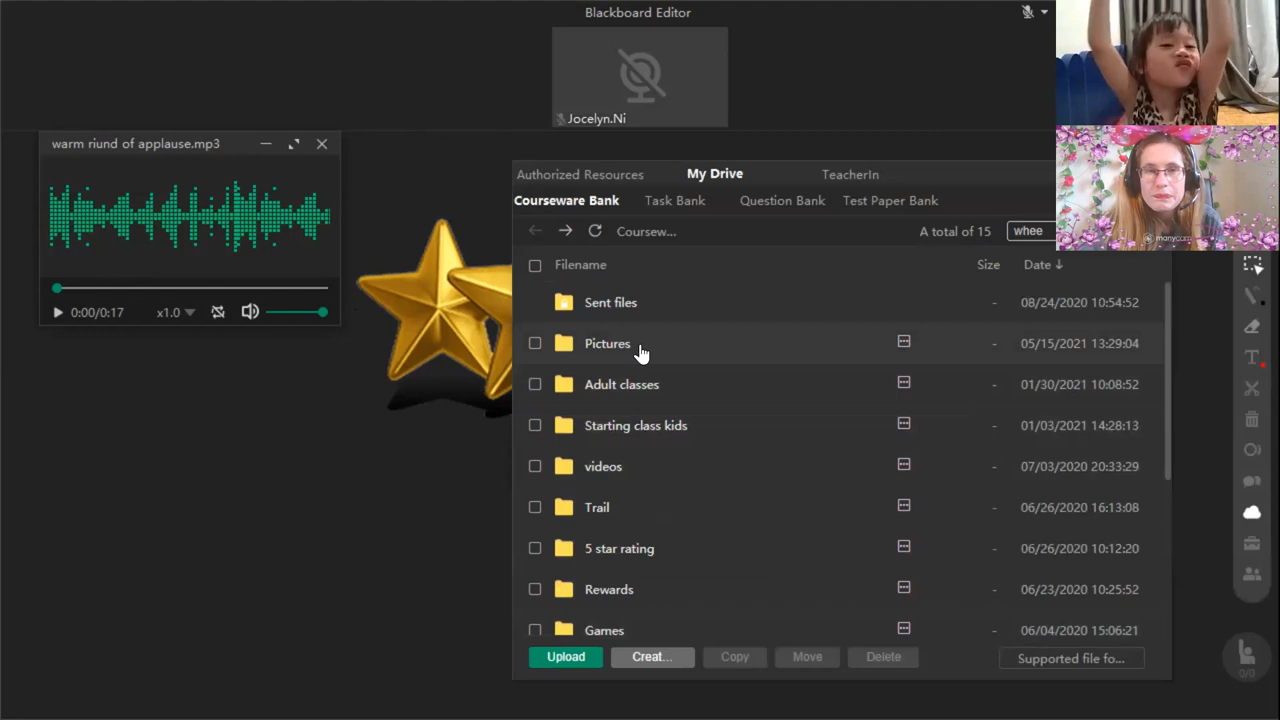 Blackboard Editor
Jocelyn.Ni
warm riund of applause.mp3
0:00/0:17
x1.0
Authorized Resources
My Drive
TeacherIn
Courseware Bank
Task Bank
Question Bank
Test Paper Bank
Coursew...
A total of 15
whee
Filename
Size
Date
Sent files - 08/24/2020 10:54:52
Pictures - 05/15/2021 13:29:04
Adult classes - 01/30/2021 10:08:52
Starting class kids - 01/03/2021 14:28:13
videos - 07/03/2020 20:33:29
Trail - 06/26/2020 16:13:08
5 star rating - 06/26/2020 10:12:20
Rewards - 06/23/2020 10:25:52
Games - 06/04/2020 15:06:21
Upload
Creat...
Copy
Move
Delete
Supported file fo...
manycam
T
0/0